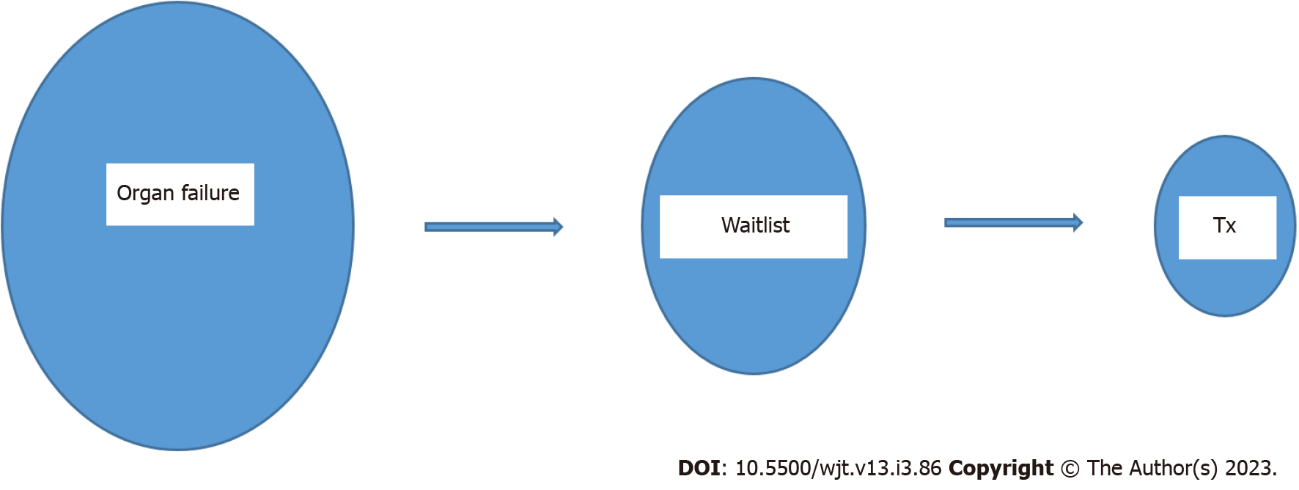 Organ failure
Waitlist
Tx
DOI: 10.5500/wjt.v13.i3.86 Copyright © The Author(s) 2023.